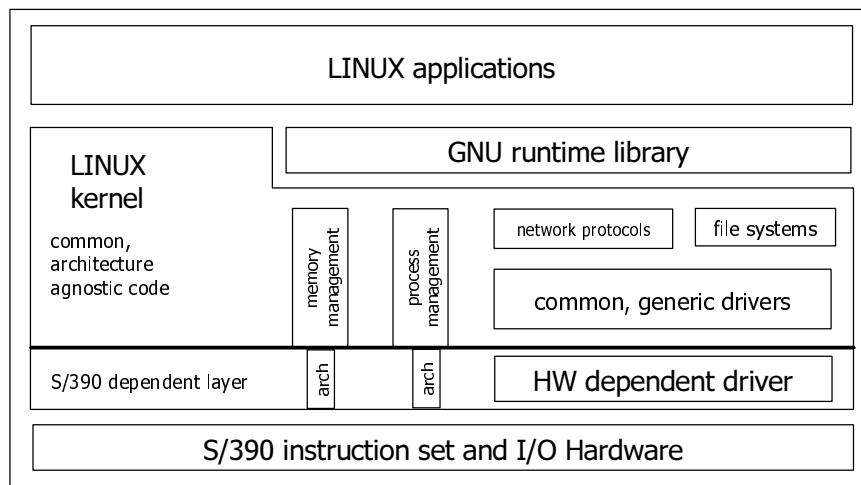 LINUX applications
GNU runtime library
LINUX
kernel
common,
architecture
agnostic code
memory
management
process
management
network protocols
file systems
common, generic drivers
S/390 dependent layer
arch
arch
HW dependent driver
S/390 instruction set and I/O Hardware